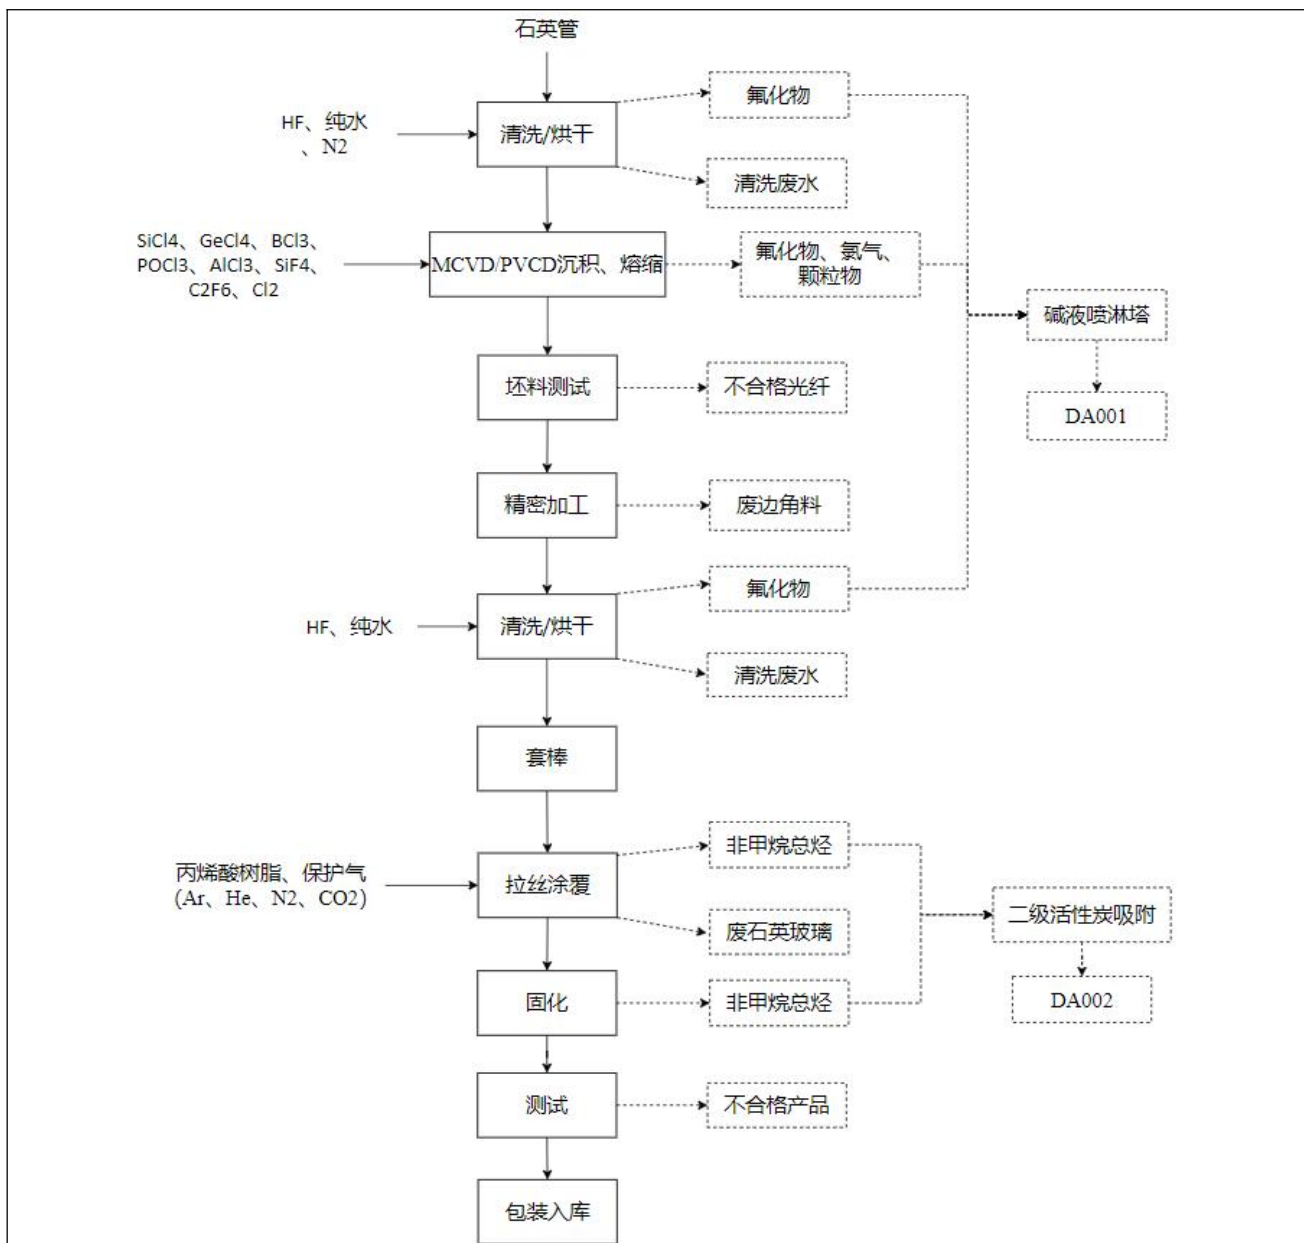 石英管
氟化物
HF、纯水
、N2
清洗/烘干
清洗废水
SiCl4、GeCl4、BCl3、
POCl3、AlCl3、SiF4、
C2F6、Cl2
MCVD/PVCD沉积、熔缩
氟化物、氯气、
颗粒物
碱液喷淋塔
坯料测试
不合格光纤
DA001
精密加工
废边角料
氟化物
HF、纯水
清洗/烘干
清洗废水
套棒
非甲烷总烃
丙烯酸树脂、保护气
(Ar、He、N2、CO2)
拉丝涂覆
二级活性炭吸附
废石英玻璃
固化
非甲烷总烃
DA002
测试
不合格产品
包装入库